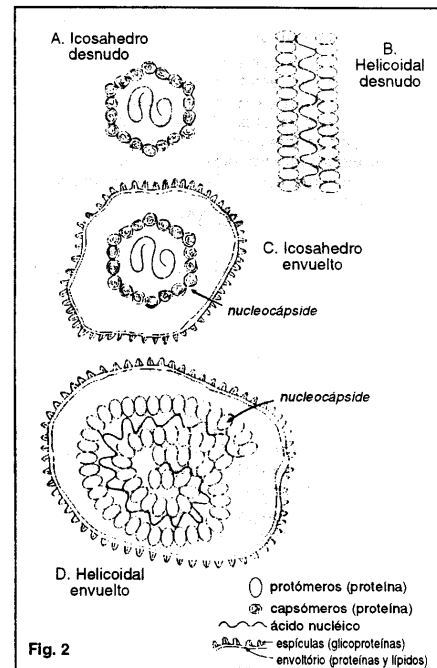 A. Icosahedro
desnudo
B.
Helicoidal
desnudo
C. Icosahedro
envuelto
nucleocápside
nucleocápside
D. Helicoidal
envuelto
protómeros (proteína)
capsómeros (proteína)
ácido nucléico
espículas (glicoproteínas)
envoltório (proteínas y lípidos)
Fig. 2